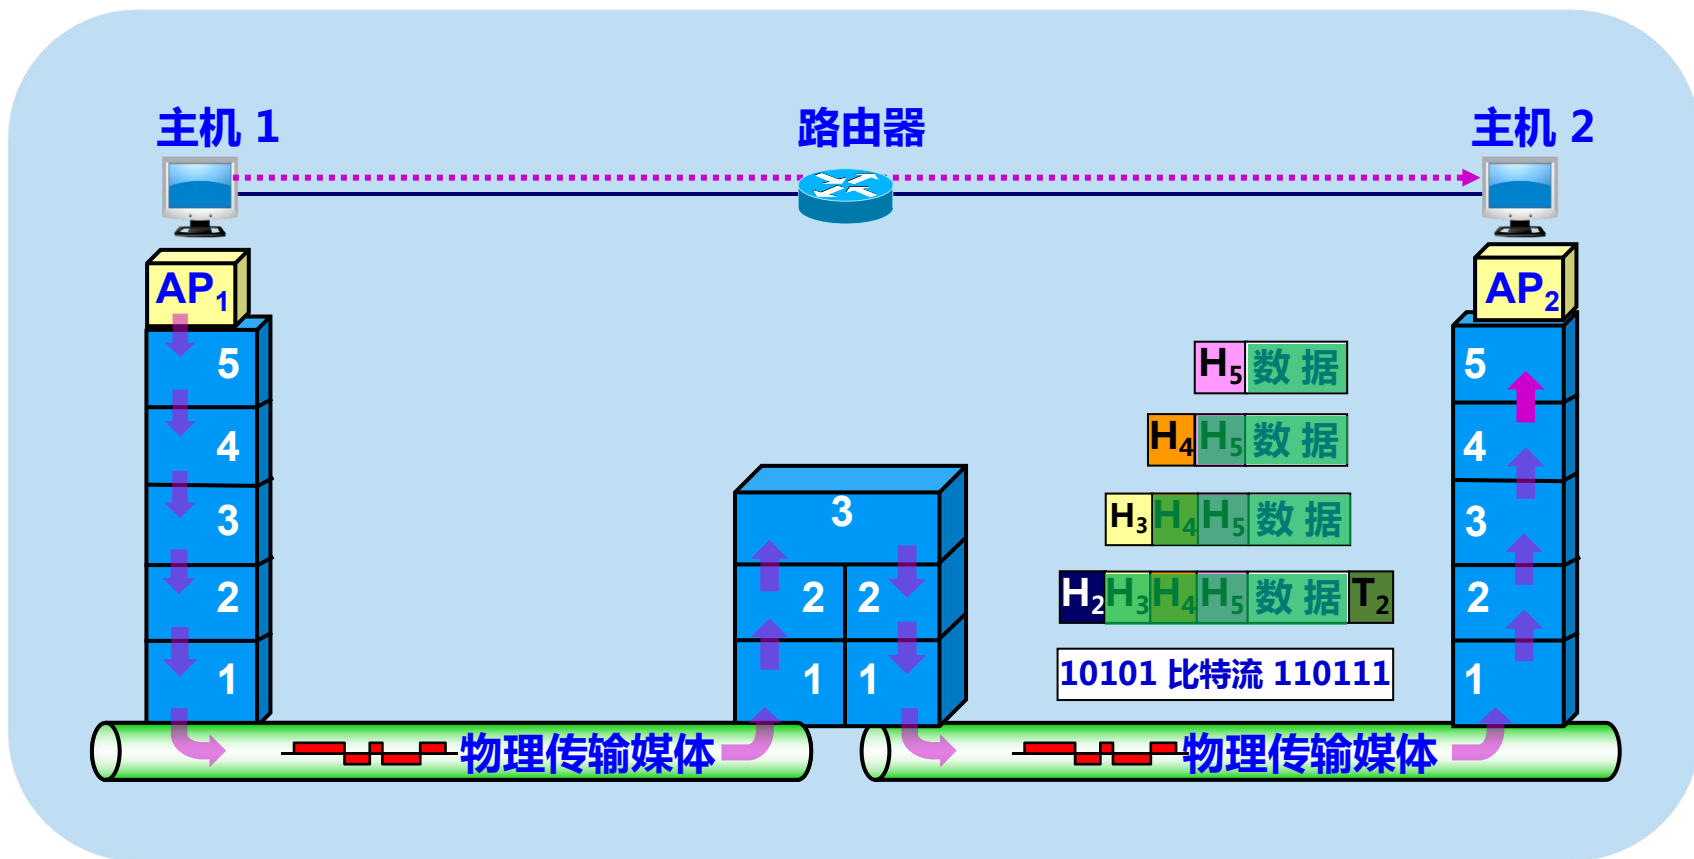 主机 1 路由器 主机 2
AP₁ AP₂
5 H₅ 数 据 5
4 H₄ H₅ 数 据 4
3 3 H₃ H₄ H₅ 数 据 3
2 2 2 H₂ H₃ H₄ H₅ 数 据 T₂ 2
1 1 1 10101 比特流 110111 1
物理传输媒体 物理传输媒体